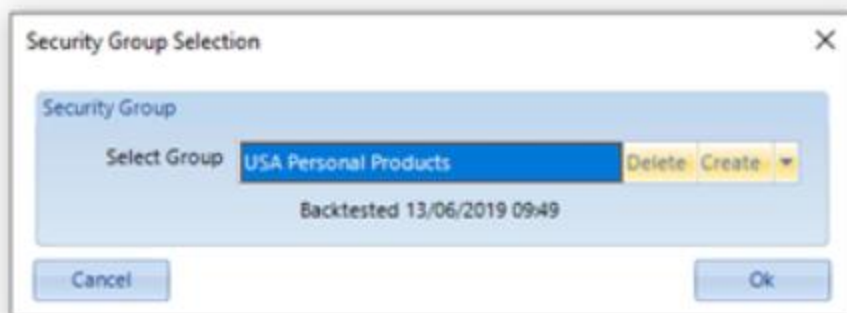 Security Group Selection
Security Group
Select Group USA Personal Products Delete Create
Backtested 13/06/2019 09:49
Cancel Ok